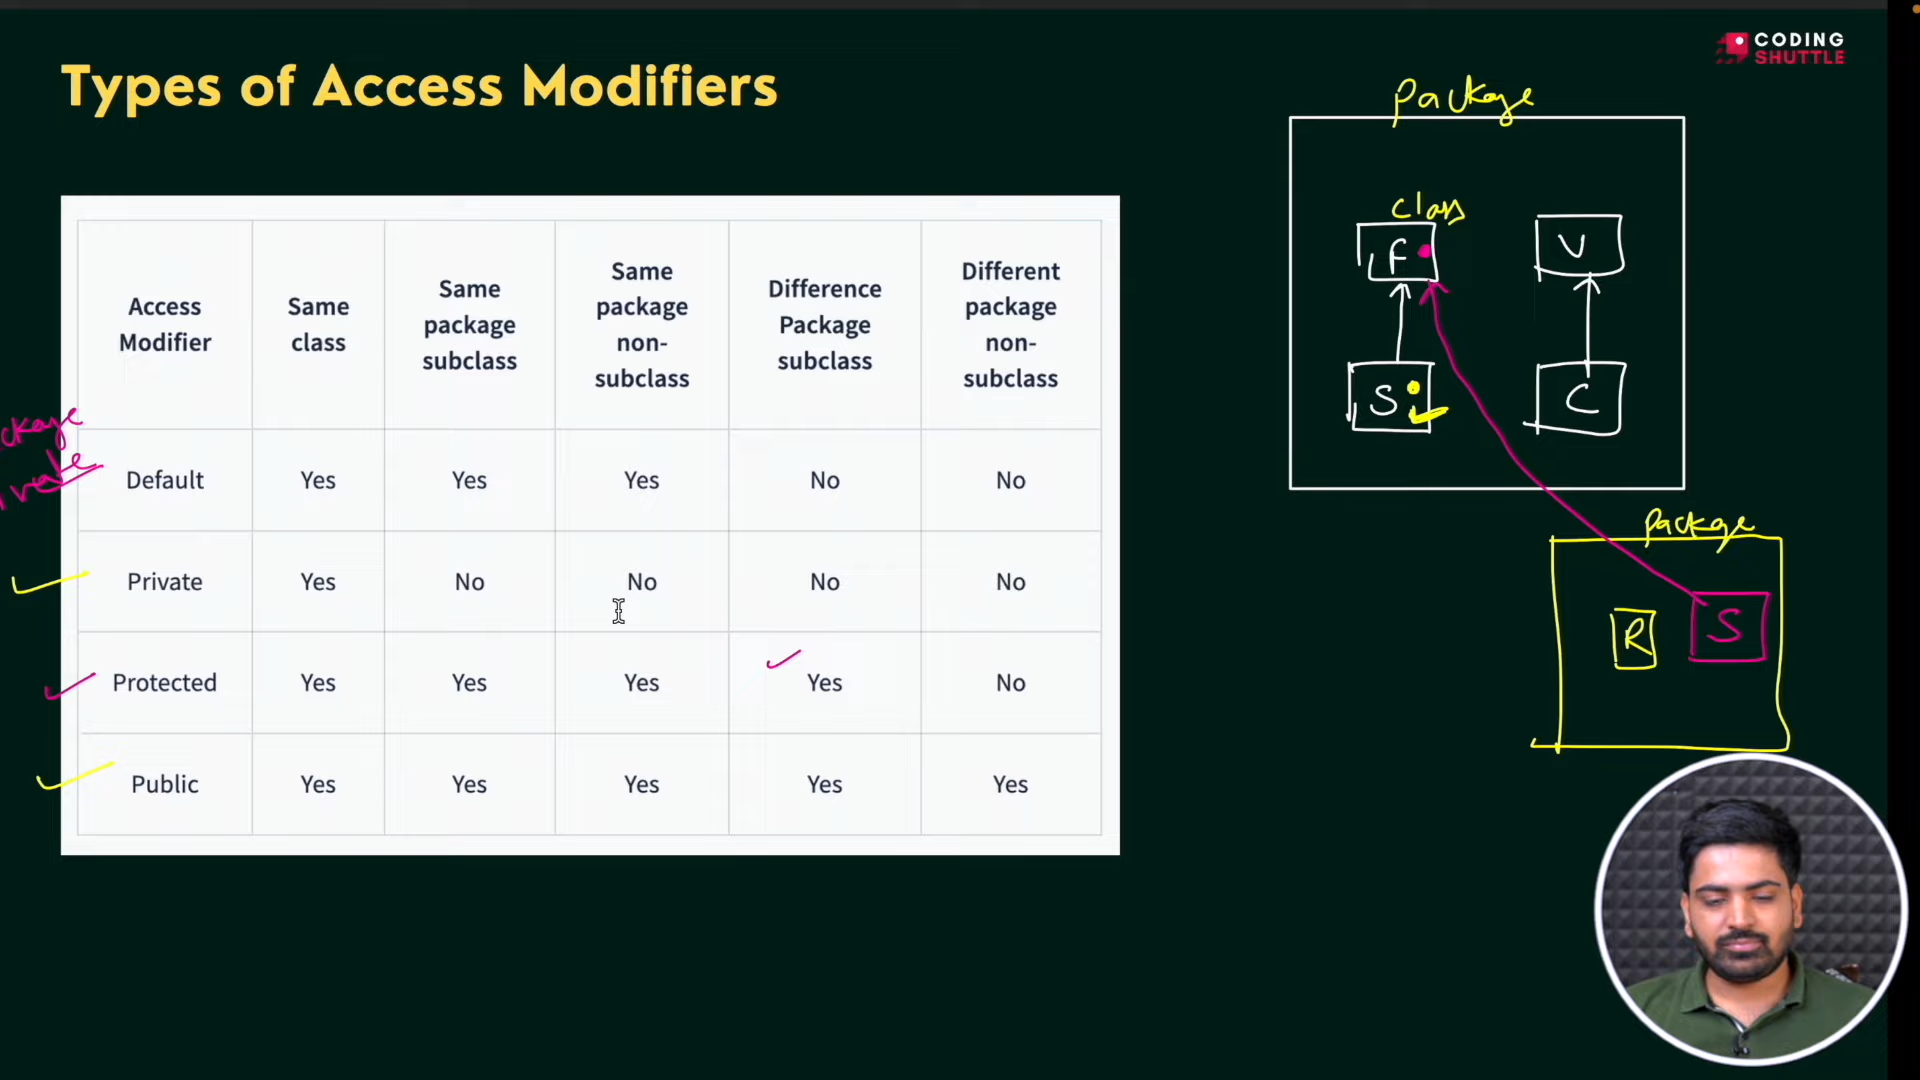 CODING
SHUTTLE
Types of Access Modifiers
Package
Class
F
V
S
C
Package
R
S
Access Modifier
Same class
Same package subclass
Same package non-subclass
Difference Package subclass
Different package non-subclass
ckage
ivate
Default Yes Yes Yes No No
Private Yes No No No No
Protected Yes Yes Yes Yes No
Public Yes Yes Yes Yes Yes